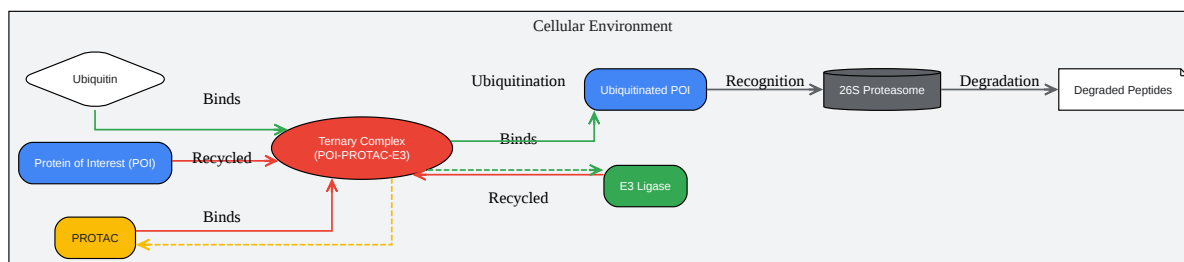 Cellular Environment
Ubiquitin
Binds
Ubiquitination
Ubiquitinated POI
Recognition
26S Proteasome
Degradation
Degraded Peptides
Protein of Interest (POI)
Recycled
Ternary Complex
(POI-PROTAC-E3)
Binds
E3 Ligase
Recycled
PROTAC
Binds